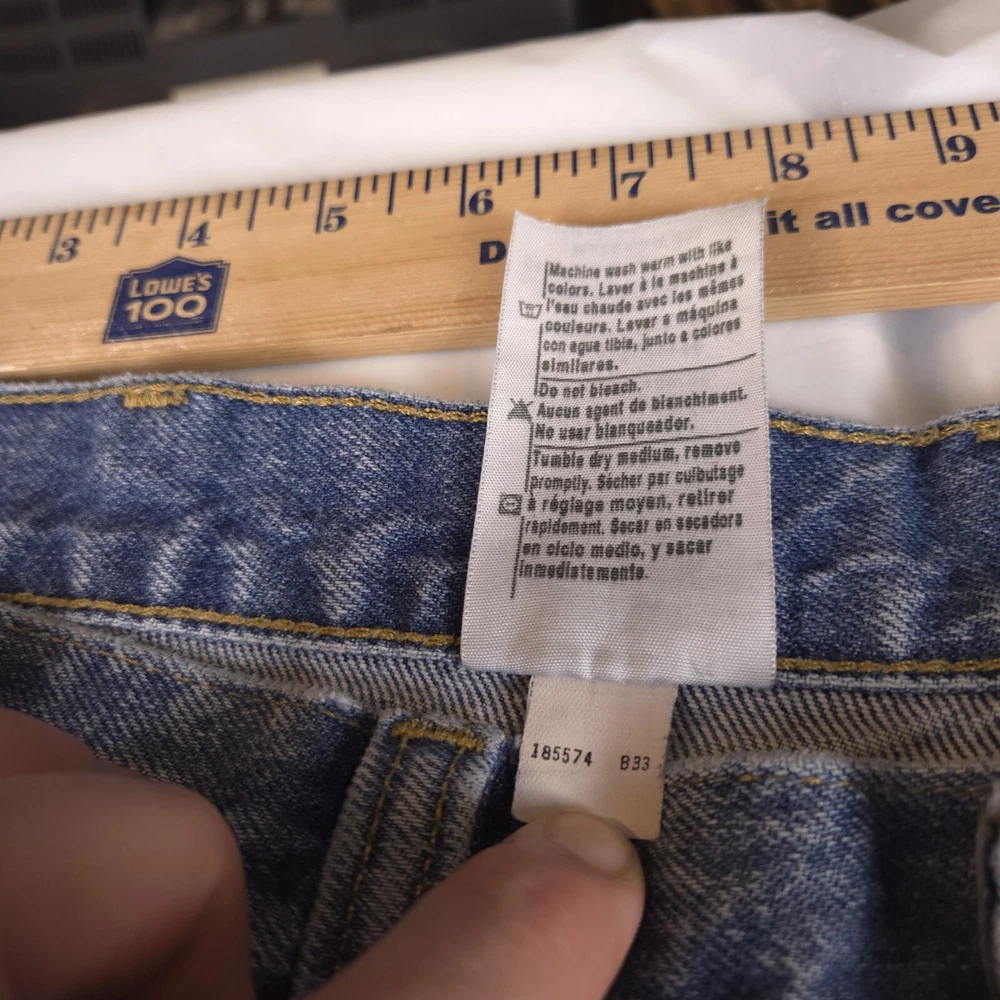 3 4 5 6 7 8 9
LOWE'S
100
D it all cove
Machine wash warm with like
colors. Laver à la machine à
l'eau chaude avec les mêmes
couleurs. Lavar a máquina
con agua tibia, junto a colores
similares.
Do not bleach.
Aucun agent de blanchiment.
No usar blanqueador.
Tumble dry medium, remove
promptly. Sécher par culbutage
à réglage moyen, retirer
rapidement. Secar en secadora
en ciclo medio, y sacar
inmediatamente.
185574 B33